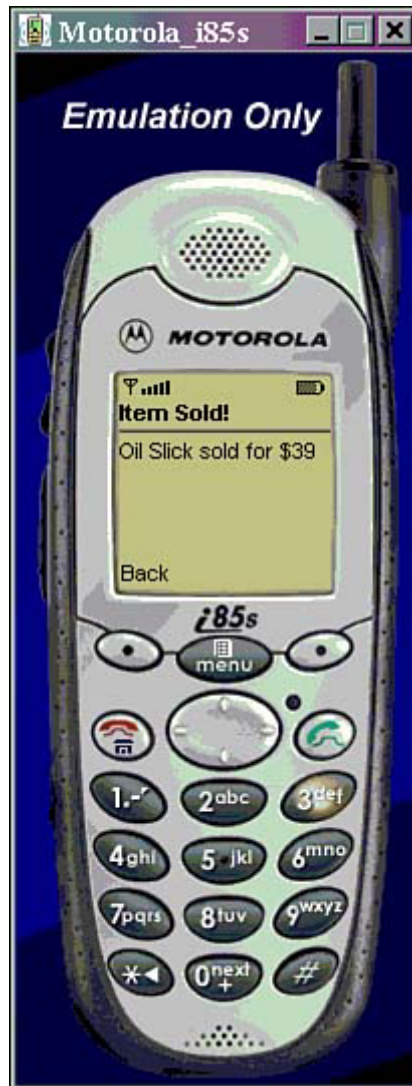 Motorola_i85s
Emulation Only
MOTOROLA
Item Sold!
Oil Slick sold for $39
Back
i85s
menu
1.-
2abc
3def
4ghi
5 jkl
6mno
7pqrs
8tuv
9wxyz
*◄
0next
+
#